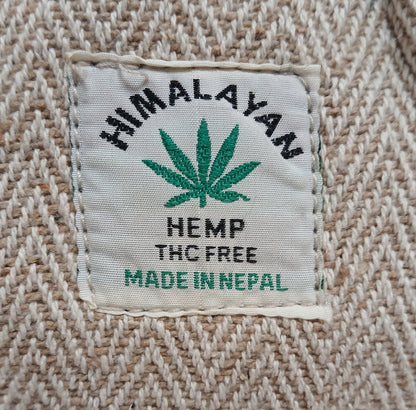 HIMALAYAN
HEMP
THC FREE
MADE IN NEPAL